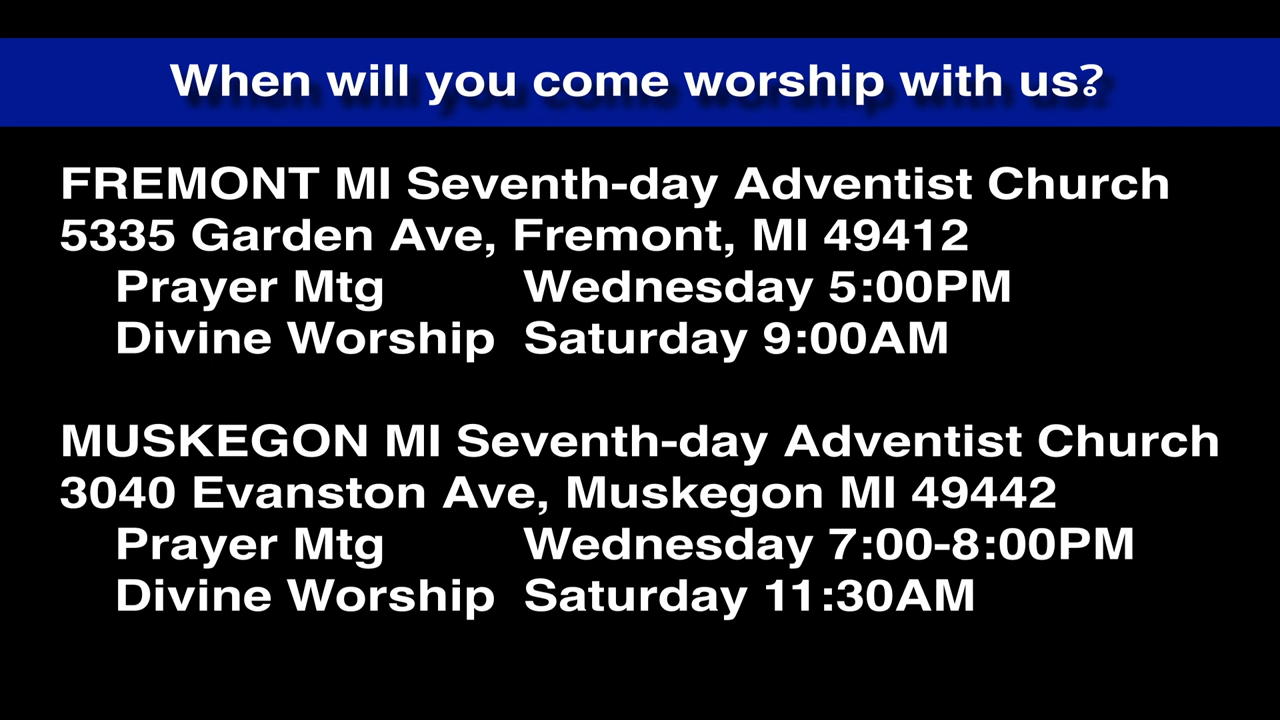 When will you come worship with us?
FREMONT MI Seventh-day Adventist Church
5335 Garden Ave, Fremont, MI 49412
Prayer Mtg Wednesday 5:00PM
Divine Worship Saturday 9:00AM
MUSKEGON MI Seventh-day Adventist Church
3040 Evanston Ave, Muskegon MI 49442
Prayer Mtg Wednesday 7:00-8:00PM
Divine Worship Saturday 11:30AM